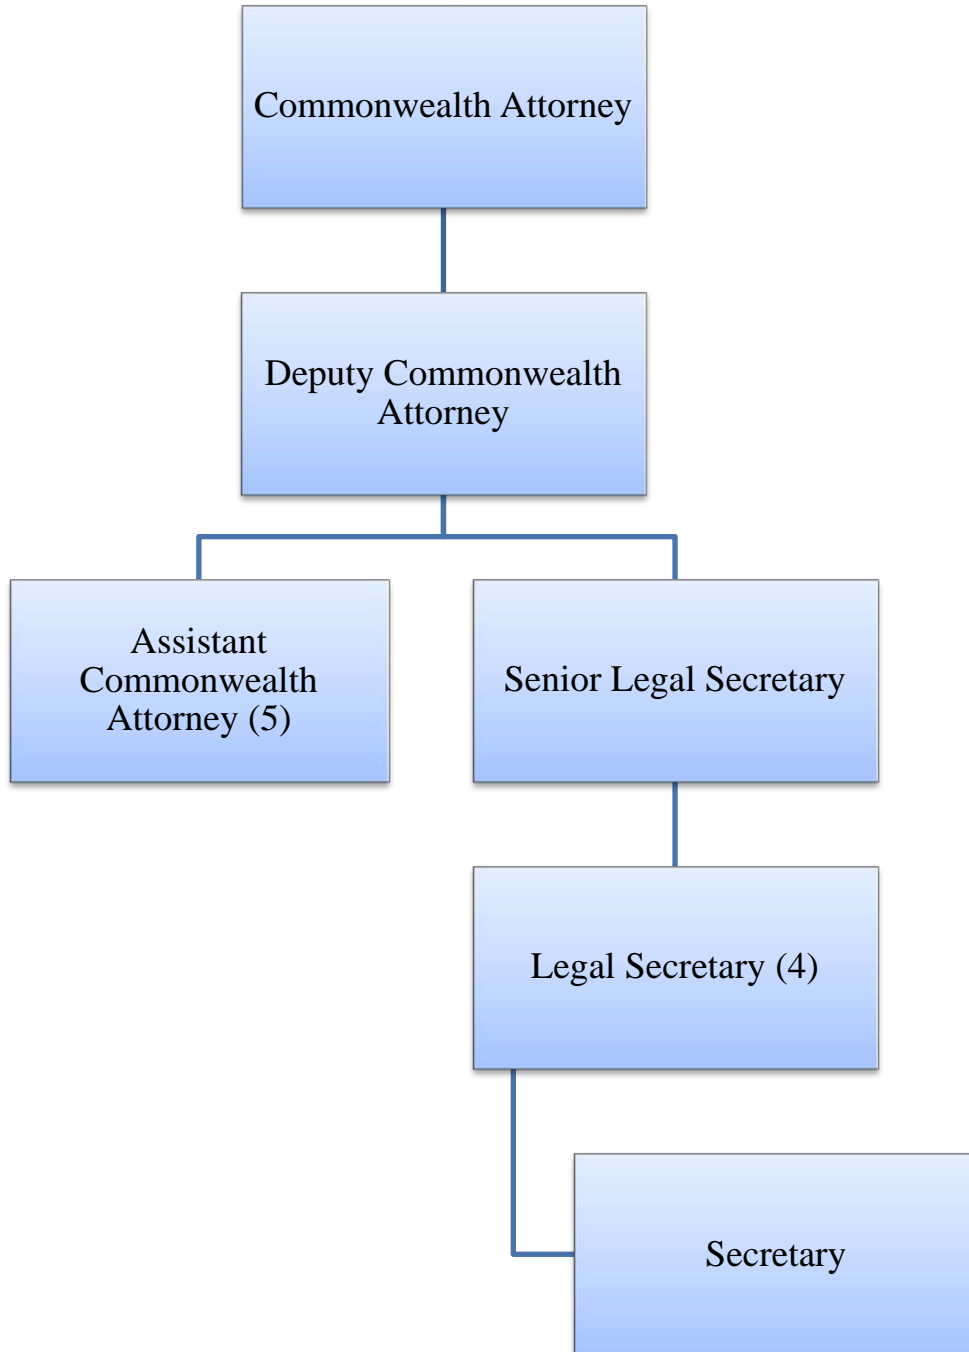 Commonwealth Attorney
Deputy Commonwealth
Attorney
Assistant
Commonwealth
Attorney (5)
Senior Legal Secretary
Legal Secretary (4)
Secretary